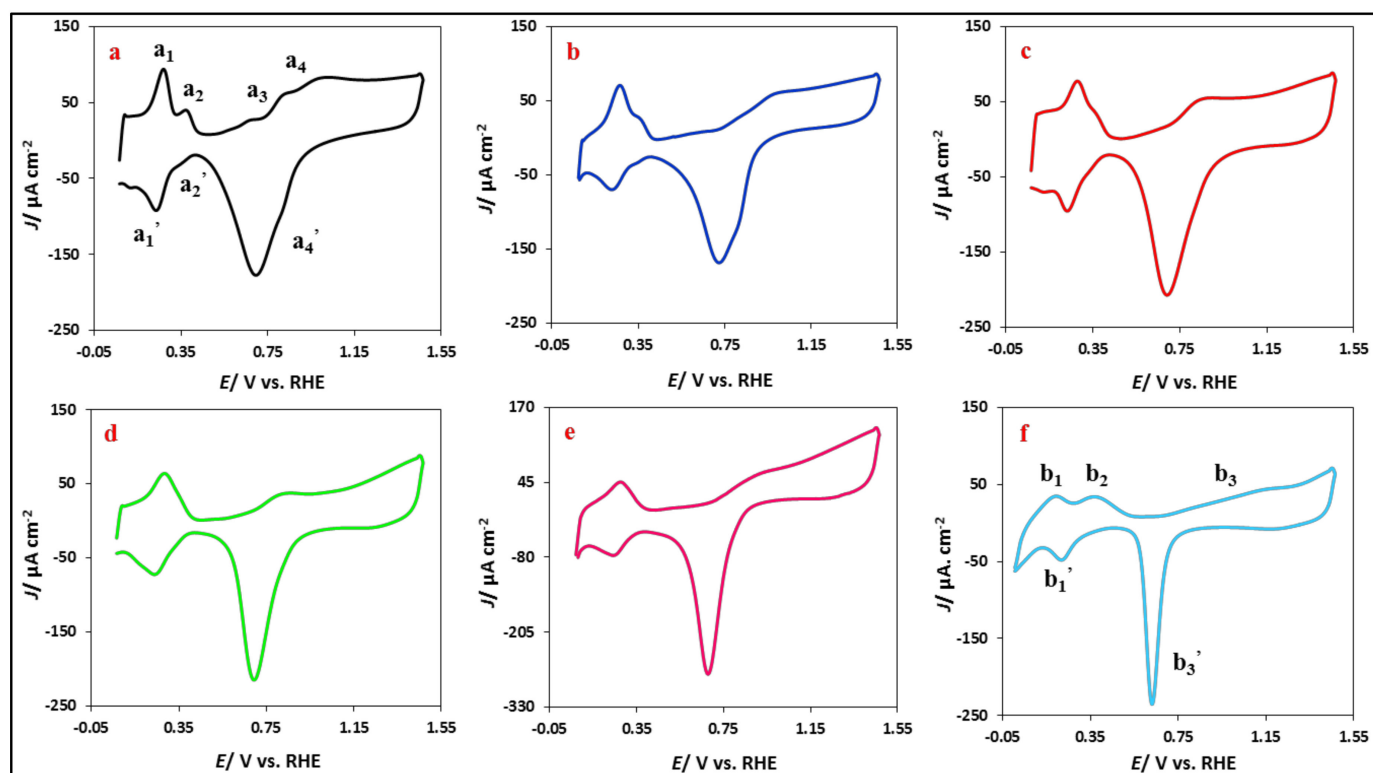 a
150
50
-50
-150
-250
J/ µA cm-2
a1
a2
a3
a4
a1’
a2’
a4’
-0.05 0.35 0.75 1.15 1.55
E/ V vs. RHE
b
150
50
-50
-150
-250
J/ µA cm-2
-0.05 0.35 0.75 1.15 1.55
E/ V vs. RHE
c
150
50
-50
-150
-250
J/ µA cm-2
-0.05 0.35 0.75 1.15 1.55
E/ V vs. RHE
d
150
50
-50
-150
-250
J/ µA cm-2
-0.05 0.35 0.75 1.15 1.55
E/ V vs. RHE
e
170
45
-80
-205
-330
J/ µA cm-2
-0.05 0.35 0.75 1.15 1.55
E/ V vs. RHE
f
150
50
-50
-150
-250
J/ µA. cm-2
b1
b2
b3
b1’
b3’
-0.05 0.35 0.75 1.15 1.55
E/ V vs. RHE